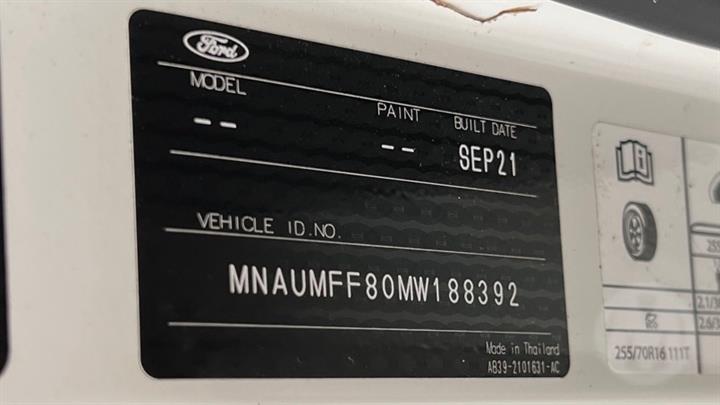 Ford
MODEL
PAINT
BUILT DATE
--
--
SEP21
VEHICLE ID.NO.
MNAUMFF80MW188392
Made in Thailand
AB39-2101631-AC
255/70R16 111T